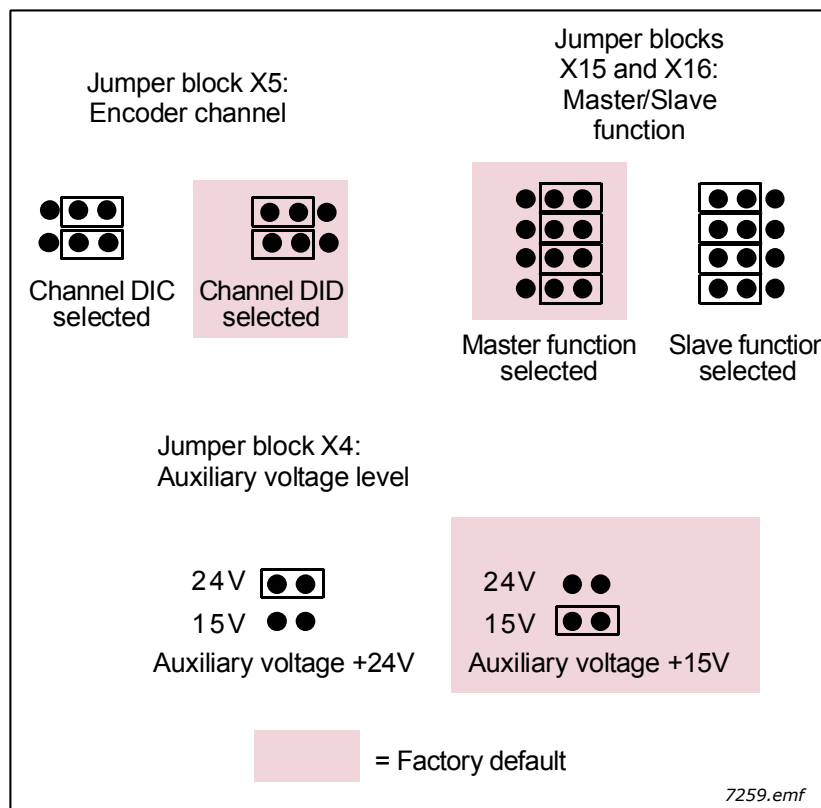 Jumper block X5:
Encoder channel
Jumper blocks
X15 and X16:
Master/Slave
function
Channel DIC
selected
Channel DID
selected
Master function
selected
Slave function
selected
Jumper block X4:
Auxiliary voltage level
24V
15V
Auxiliary voltage +24V
24V
15V
Auxiliary voltage +15V
= Factory default
7259.emf